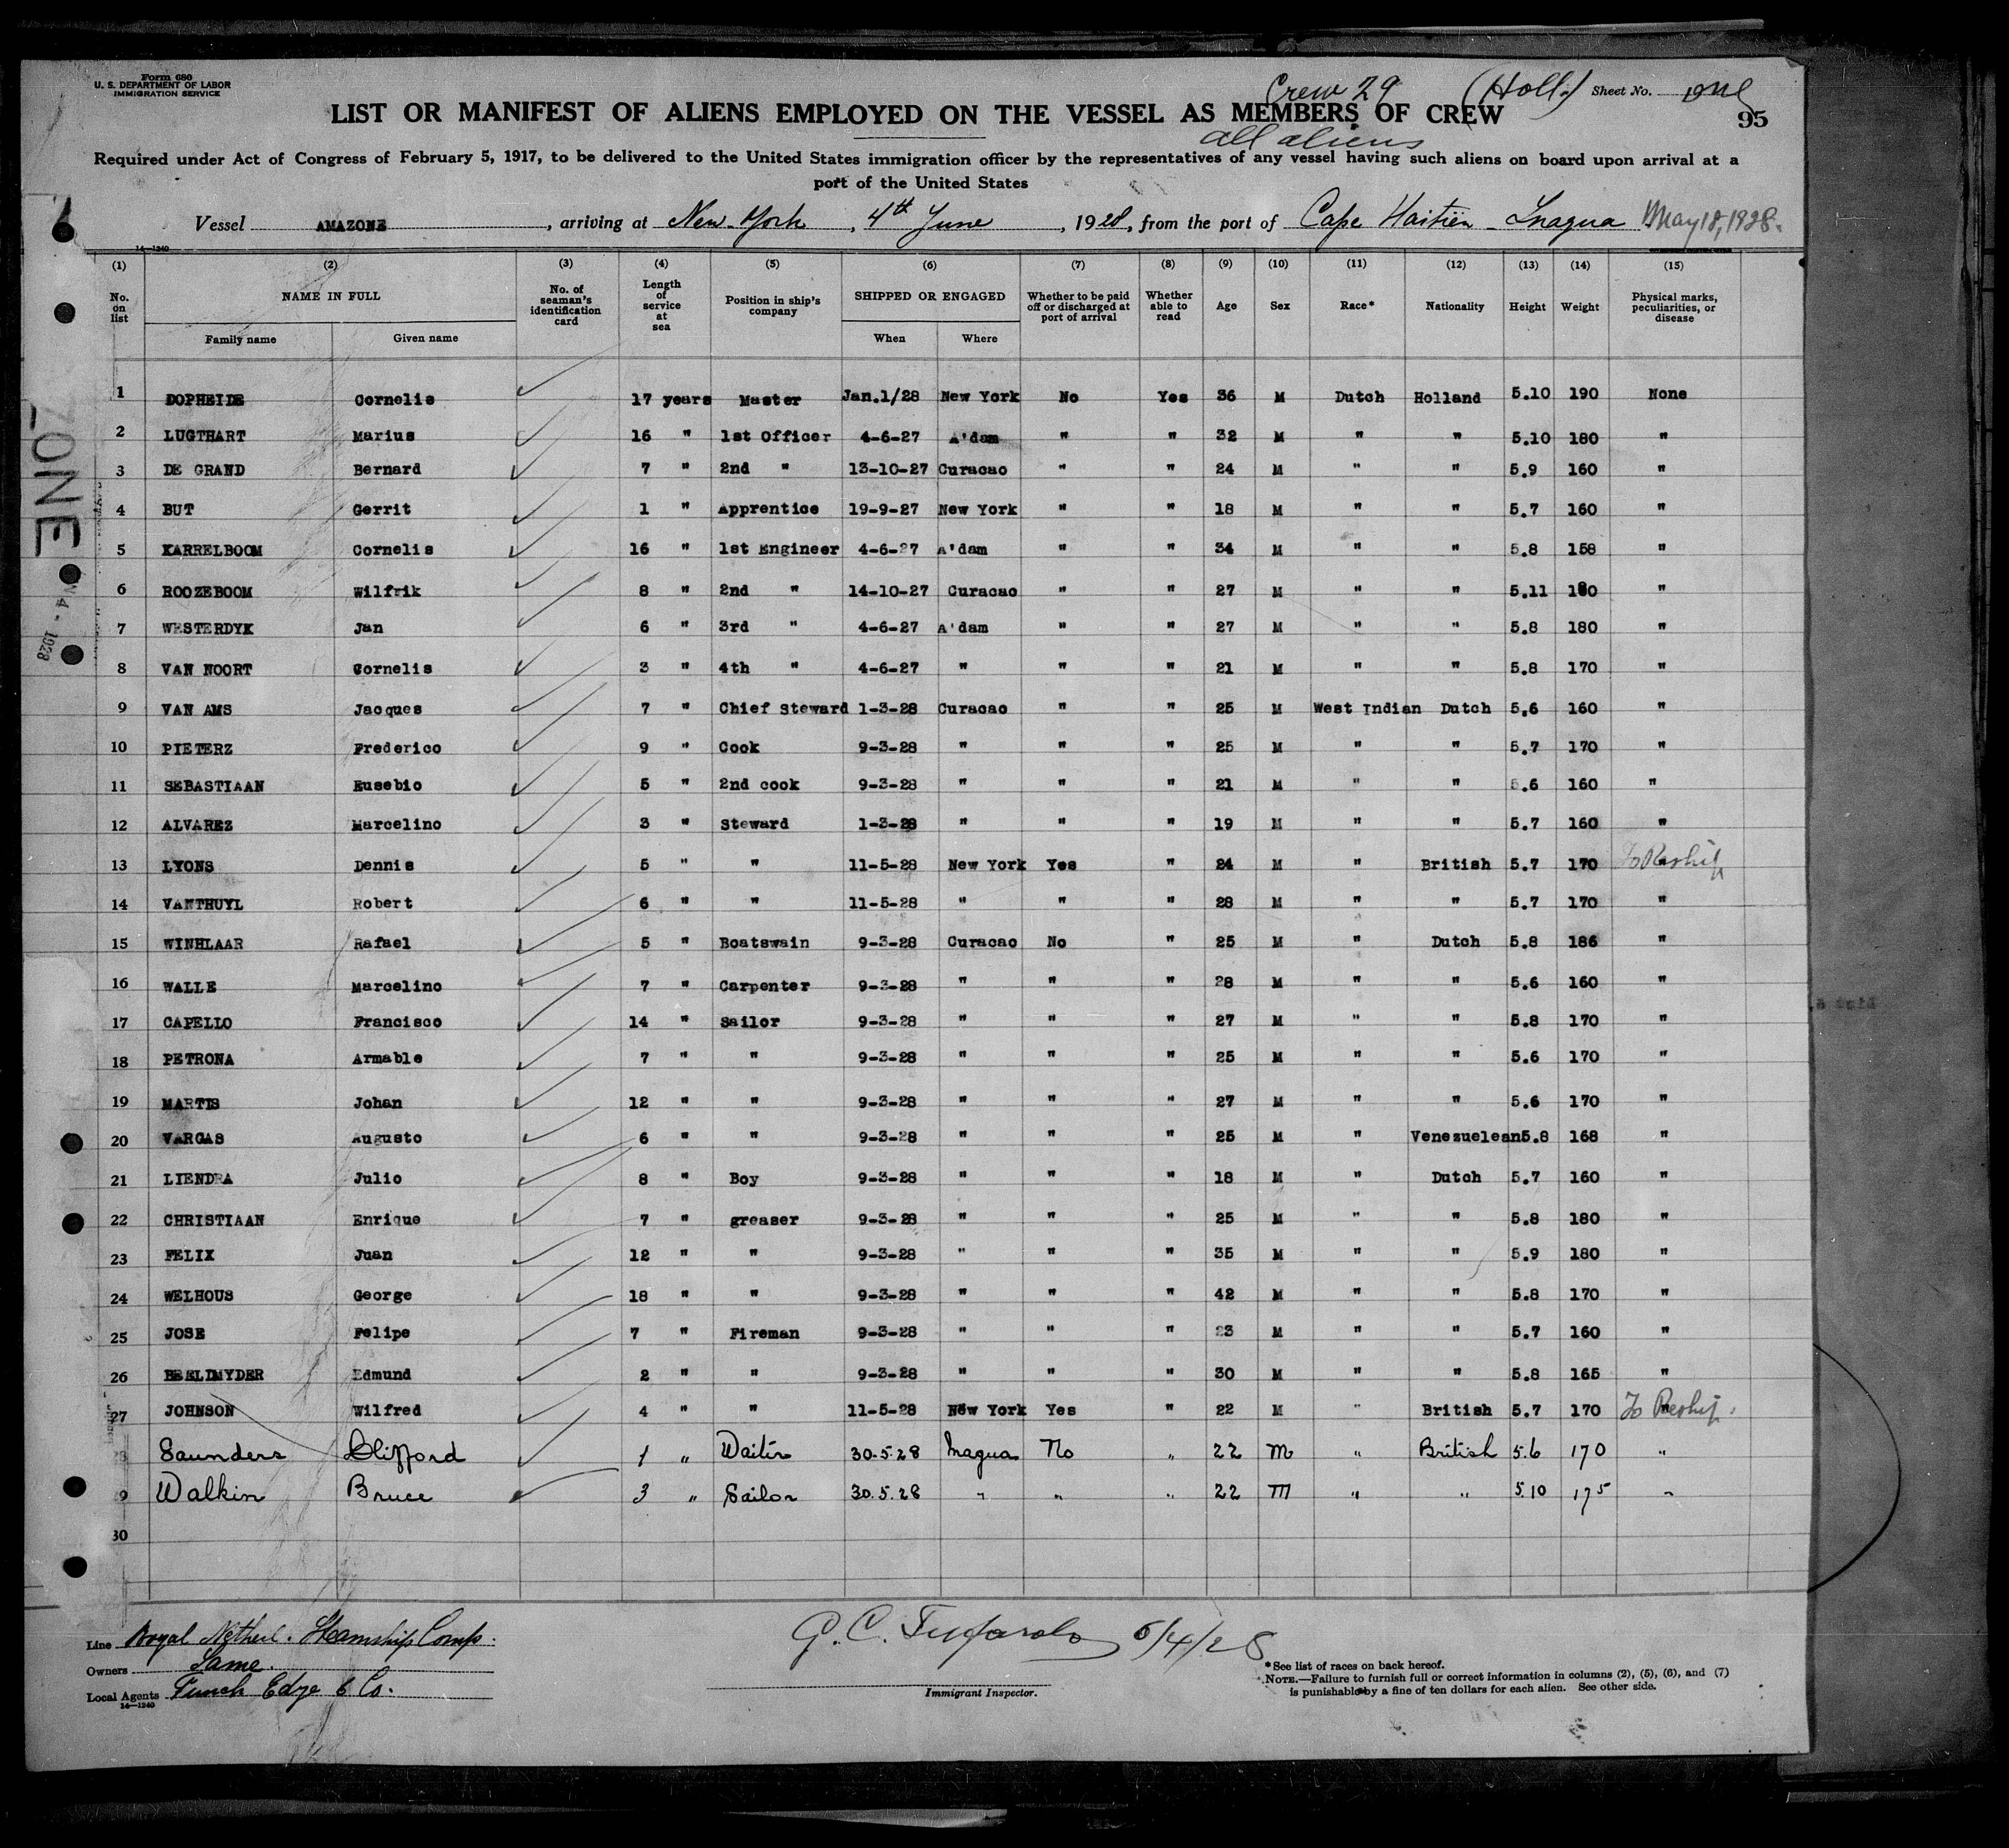 Form 680
U. S. DEPARTMENT OF LABOR
IMMIGRATION SERVICE
Crew 29 (Holl.) Sheet No. one
LIST OR MANIFEST OF ALIENS EMPLOYED ON THE VESSEL AS MEMBERS OF CREW
95
all aliens
Required under Act of Congress of February 5, 1917, to be delivered to the United States immigration officer by the representatives of any vessel having such aliens on board upon arrival at a
port of the United States
Vessel AMAZONE, arriving at New-York, 4th June, 1928, from the port of Cape Haitiën - Inagua May 18, 1928.
14—1240
(1) (2) (3) (4) (5) (6) (7) (8) (9) (10) (11) (12) (13) (14) (15)
No. on list NAME IN FULL No. of seaman's identification card Length of service at sea Position in ship's company SHIPPED OR ENGAGED Whether to be paid off or discharged at port of arrival Whether able to read Age Sex Race* Nationality Height Weight Physical marks, peculiarities, or disease
Family name Given name When Where
1 DOPHEIDE Cornelis 17 years Master Jan.1/28 New York No Yes 36 M Dutch Holland 5.10 190 None
2 LUGTHART Marius 16 " 1st Officer 4-6-27 A'dam " " 32 M " " 5.10 180 "
3 DE GRAND Bernard 7 " 2nd " 13-10-27 Curacao " " 24 M " " 5.9 160 "
4 BUT Gerrit 1 " Apprentice 19-9-27 New York " " 18 M " " 5.7 160 "
5 KARRELBOOM Cornelis 16 " 1st Engineer 4-6-27 A'dam " " 34 M " " 5.8 158 "
6 ROOZEBOOM Wilfrik 8 " 2nd " 14-10-27 Curacao " " 27 M " " 5.11 180 "
7 WESTERDYK Jan 6 " 3rd " 4-6-27 A'dam " " 27 M " " 5.8 180 "
8 VAN NOORT Cornelis 3 " 4th " 4-6-27 " " " 21 M " " 5.8 170 "
9 VAN AMS Jacques 7 " Chief Steward 1-3-28 Curacao " " 25 M West Indian Dutch 5.6 160 "
10 PIETERZ Frederico 9 " Cook 9-3-28 " " " 25 M " " 5.7 170 "
11 SEBASTIAAN Eusebio 5 " 2nd cook 9-3-28 " " " 21 M " " 5.6 160 "
12 ALVAREZ Marcelino 3 " Steward 1-3-28 " " " 19 M " " 5.7 160 "
13 LYONS Dennis 5 " " 11-5-28 New York Yes " 24 M " British 5.7 170 To Reship
14 VANTHUYL Robert 6 " " 11-5-28 " " " 28 M " " 5.7 170 "
15 WINHLAAR Rafael 5 " Boatswain 9-3-28 Curacao No " 25 M " Dutch 5.8 186 "
16 WALLE Marcelino 7 " Carpenter 9-3-28 " " " 28 M " " 5.6 160 "
17 CAPELLO Francisco 14 " Sailor 9-3-28 " " " 27 M " " 5.8 170 "
18 PETRONA Armable 7 " " 9-3-28 " " " 25 M " " 5.6 170 "
19 MARTIS Johan 12 " " 9-3-28 " " " 27 M " " 5.6 170 "
20 VARGAS Augusto 6 " " 9-3-28 " " " 25 M " Venezuelean 5.8 168 "
21 LIENDRA Julio 8 " Boy 9-3-28 " " " 18 M " Dutch 5.7 160 "
22 CHRISTIAAN Enrique 7 " greaser 9-3-28 " " " 25 M " " 5.8 180 "
23 FELIX Juan 12 " " 9-3-28 " " " 35 M " " 5.9 180 "
24 WELHOUS George 18 " " 9-3-28 " " " 42 M " " 5.8 170 "
25 JOSE Felipe 7 " Fireman 9-3-28 " " " 23 M " " 5.7 160 "
26 BEELDMYDER Edmund 2 " " 9-3-28 " " " 30 M " " 5.8 165 "
27 JOHNSON Wilfred 4 " " 11-5-28 New York Yes " 22 M " British 5.7 170 To Reship.
28 Saunders Clifford 1 " Waiter 30.5.28 Inagua No " 22 m " British 5.6 170 "
9 Walkin Bruce 3 " Sailor 30.5.28 " " " 22 m " " 5.10 175 "
30
Line Royal Netherl. Steamship Comp.
Owners Same.
Local Agents Funch Edye & Co.
14—1240
G. C. 6/4/28
Immigrant Inspector.
*See list of races on back hereof.
NOTE.—Failure to furnish full or correct information in columns (2), (5), (6), and (7)
is punishable by a fine of ten dollars for each alien. See other side.
ZONE
4 - 1928